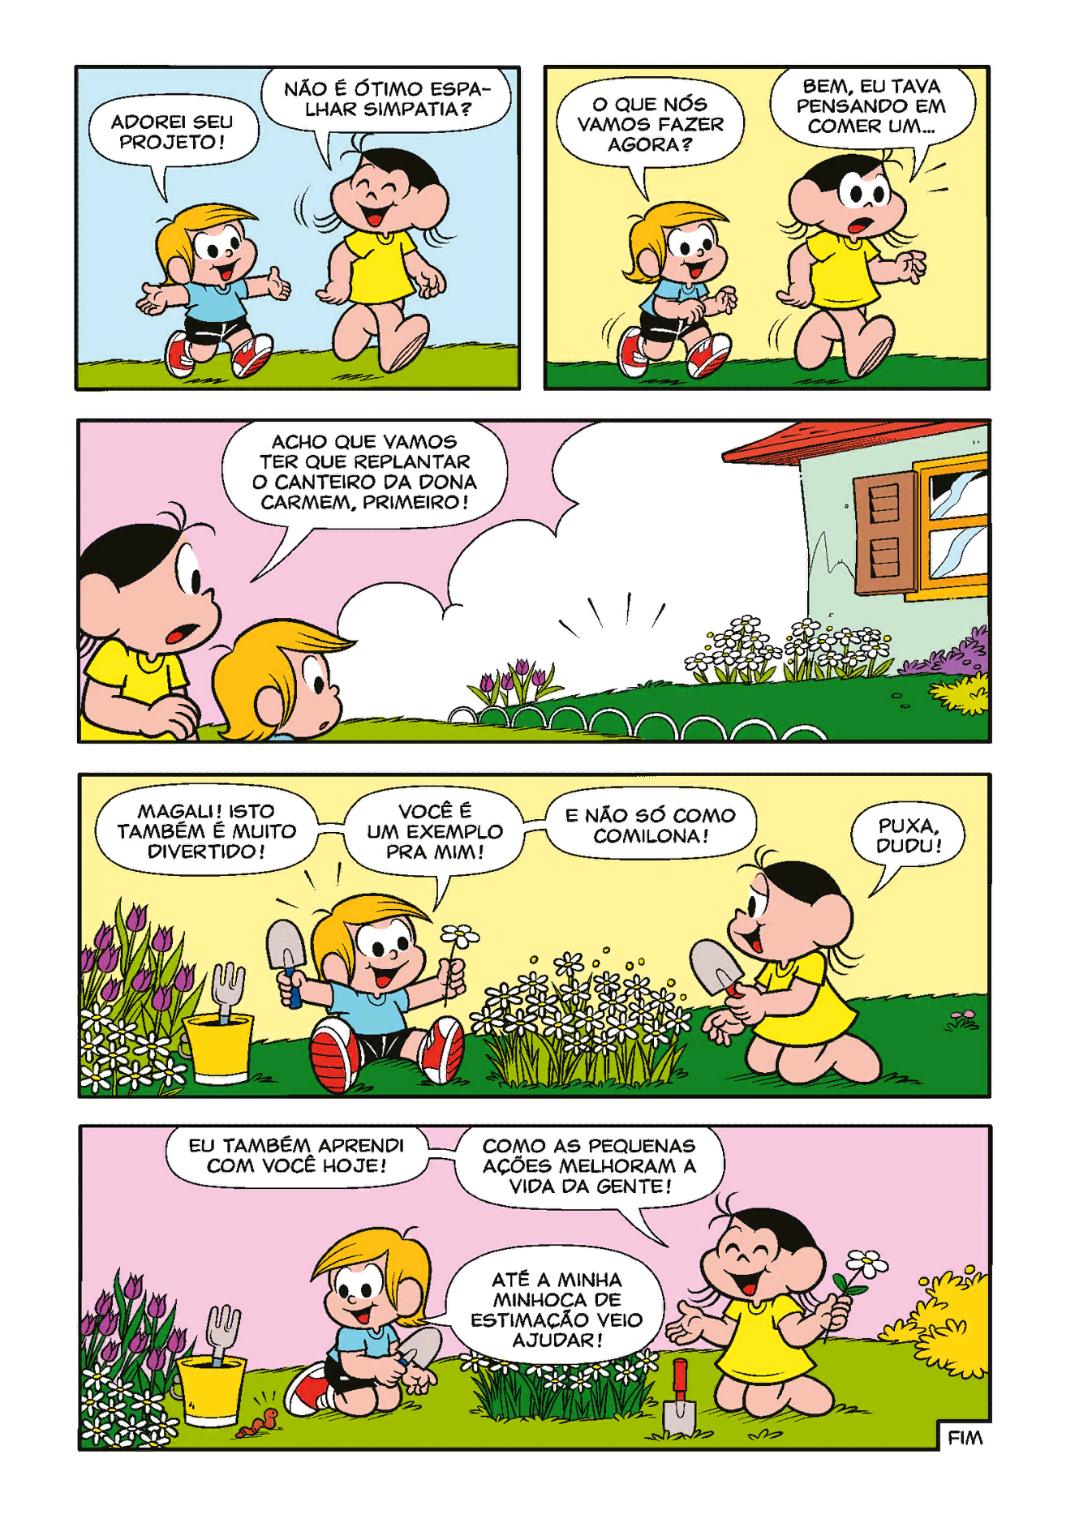 ADOREI SEU
PROJETO!
NÃO É ÓTIMO ESPA-
LHAR SIMPATIA?
O QUE NÓS
VAMOS FAZER
AGORA?
BEM, EU TAVA
PENSANDO EM
COMER UM...
ACHO QUE VAMOS
TER QUE REPLANTAR
O CANTEIRO DA DONA
CARMEM, PRIMEIRO!
MAGALI! ISTO
TAMBÉM É MUITO
DIVERTIDO!
VOCÊ É
UM EXEMPLO
PRA MIM!
E NÃO SÓ COMO
COMILONA!
PUXA,
DUDU!
EU TAMBÉM APRENDI
COM VOCÊ HOJE!
COMO AS PEQUENAS
AÇÕES MELHORAM A
VIDA DA GENTE!
ATÉ A MINHA
MINHOCA DE
ESTIMAÇÃO VEIO
AJUDAR!
FIM